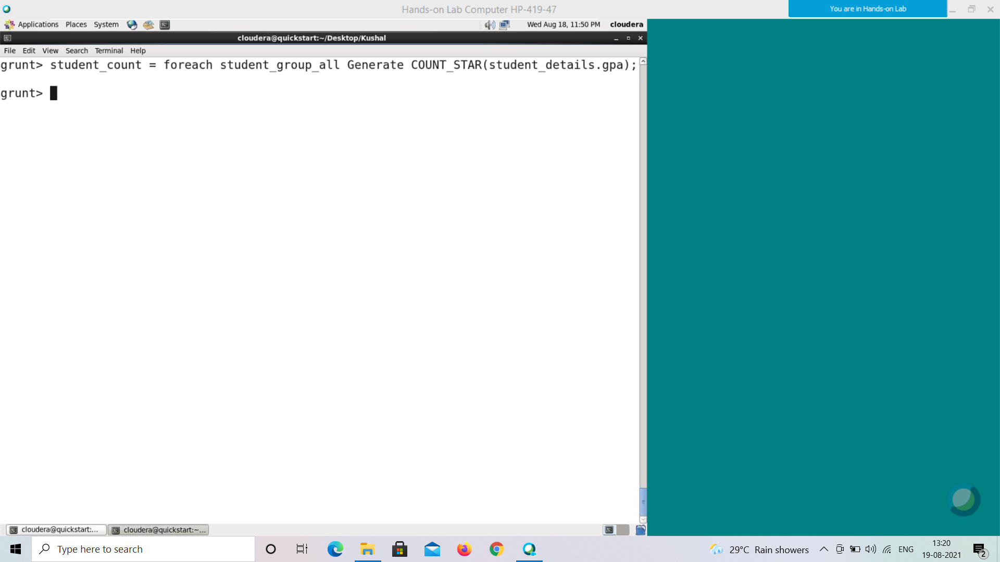 Hands-on Lab Computer HP-419-47
You are in Hands-on Lab
Applications Places System
Wed Aug 18, 11:50 PM cloudera
cloudera@quickstart:~/Desktop/Kushal
File Edit View Search Terminal Help
grunt> student_count = foreach student_group_all Generate COUNT_STAR(student_details.gpa);
grunt>
cloudera@quickstart:...
cloudera@quickstart:~...
Type here to search
29°C Rain showers
ENG
13:20
19-08-2021
2